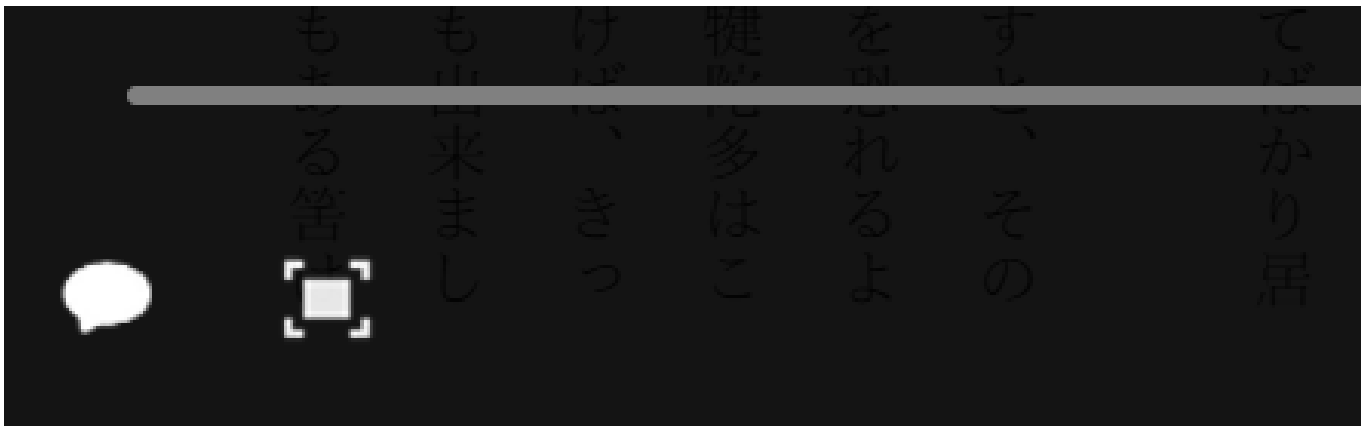 てばかり居
すと、その
を恐れるよ
犍陀多はこ
けば、きっ
も出来まし
もある筈は